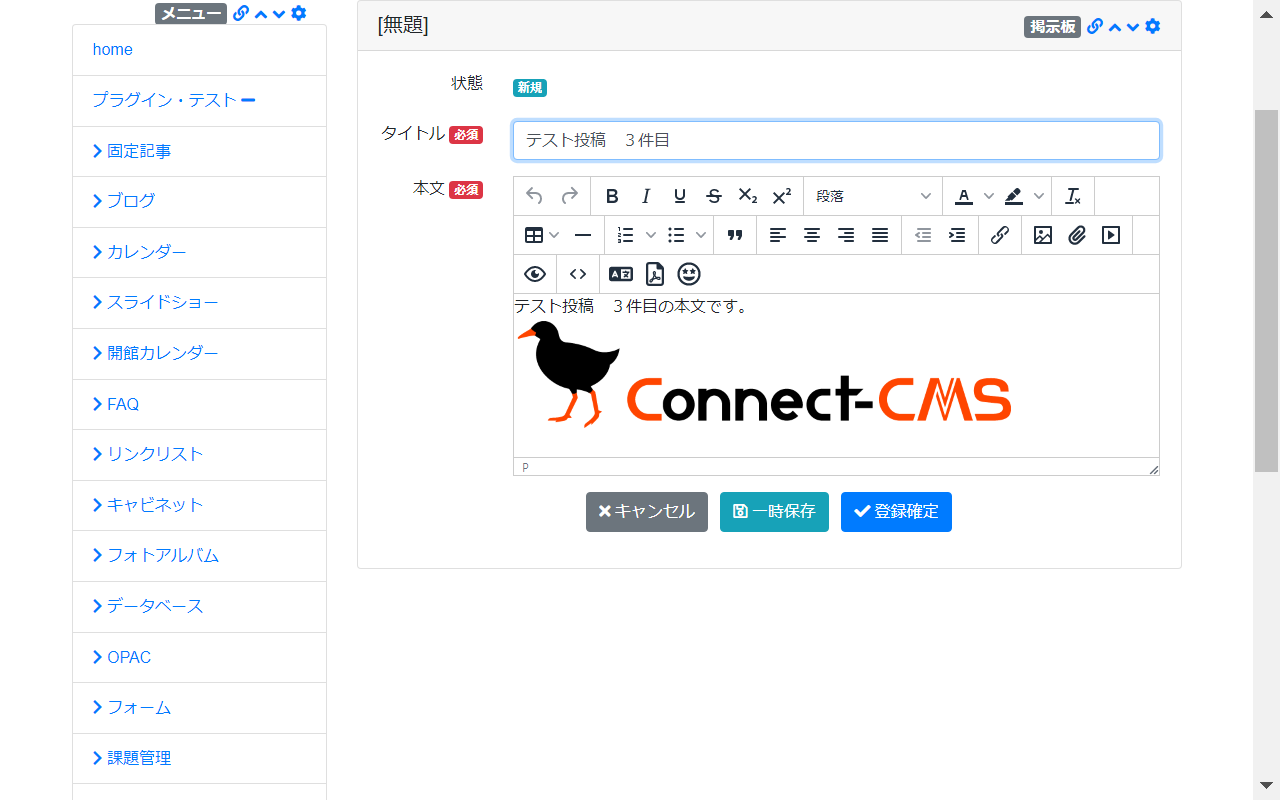 メニュー
home
プラグイン・テスト
固定記事
ブログ
カレンダー
スライドショー
開館カレンダー
FAQ
リンクリスト
キャビネット
フォトアルバム
データベース
OPAC
フォーム
課題管理
[無題]
掲示板
状態 新規
タイトル 必須 テスト投稿　３件目
本文 必須
段落
テスト投稿　３件目の本文です。
Connect-CMS
P
キャンセル 一時保存 登録確定